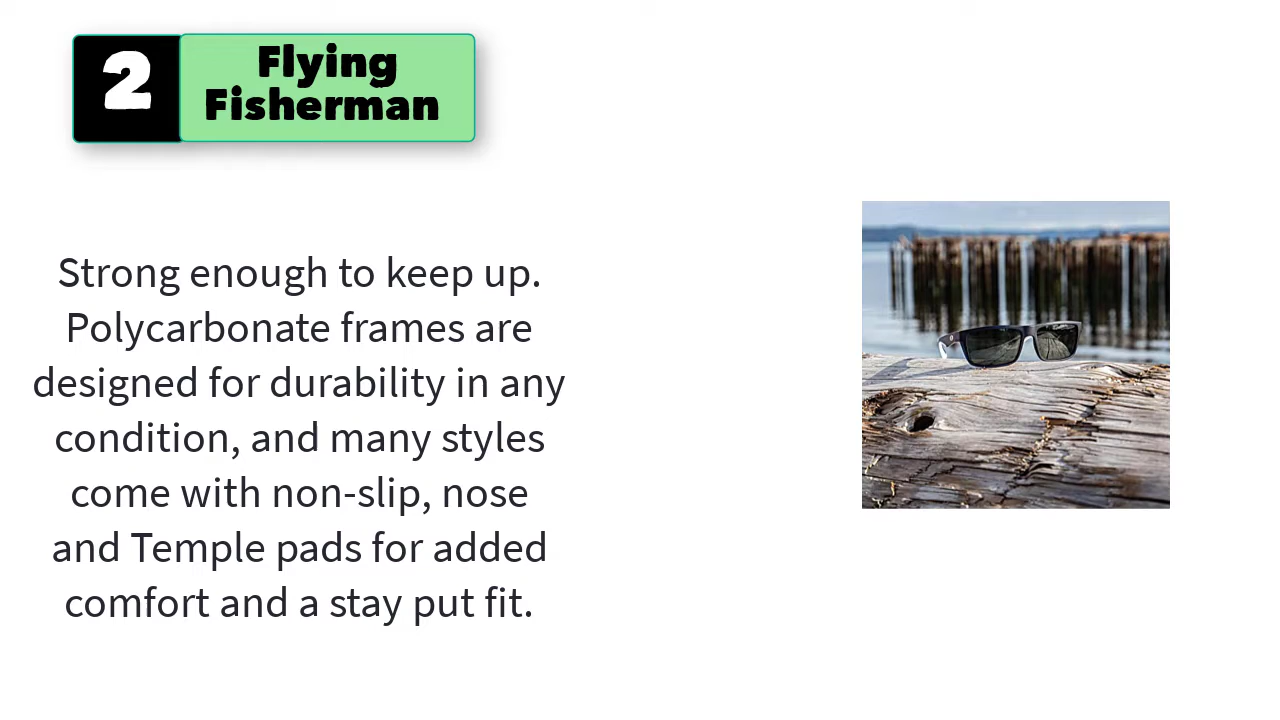 2
Flying
Fisherman
Strong enough to keep up.
Polycarbonate frames are
designed for durability in any
condition, and many styles
come with non-slip, nose
and Temple pads for added
comfort and a stay put fit.